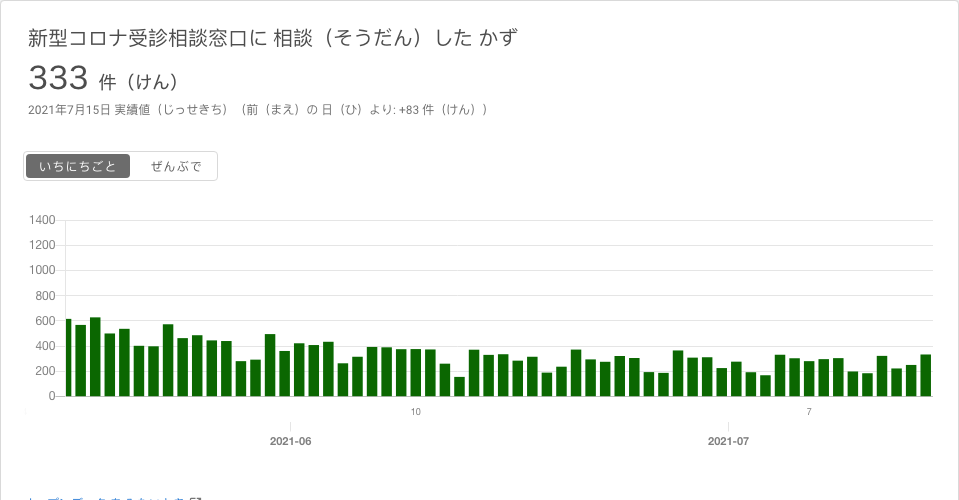 新型コロナ受診相談窓口に 相談（そうだん）した かず
333 件（けん）
2021年7月15日 実績値（じっせきち）（前（まえ）の 日（ひ）より: +83 件（けん））
いちにちごと ぜんぶで
1400
1200
1000
800
600
400
200
0
10 7
2021-06 2021-07